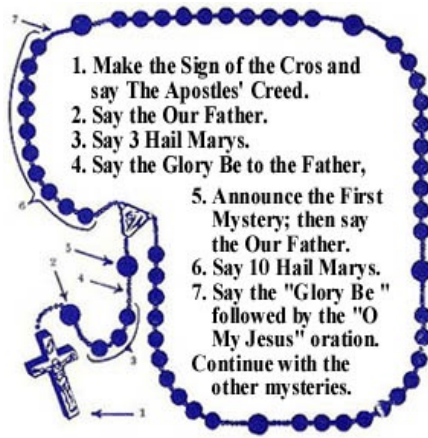 7
1. Make the Sign of the Cros and
say The Apostles' Creed.
2. Say the Our Father.
3. Say 3 Hail Marys.
4. Say the Glory Be to the Father,
5. Announce the First
Mystery; then say
the Our Father.
6. Say 10 Hail Marys.
7. Say the "Glory Be "
followed by the "O
My Jesus" oration.
Continue with the
other mysteries.
6
5
2
4
3
1